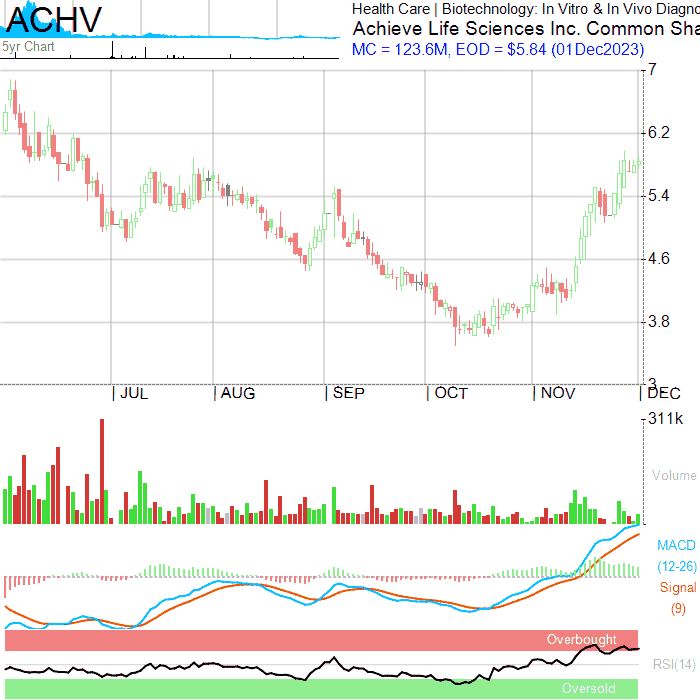 ACHV
5yr Chart
Health Care | Biotechnology: In Vitro & In Vivo Diagno
Achieve Life Sciences Inc. Common Sha
MC = 123.6M, EOD = $5.84 (01Dec2023)
7
6.2
5.4
4.6
3.8
3
JUL AUG SEP OCT NOV DEC
311k
Volume
MACD
(12-26)
Signal
(9)
Overbought
RSI(14)
Oversold